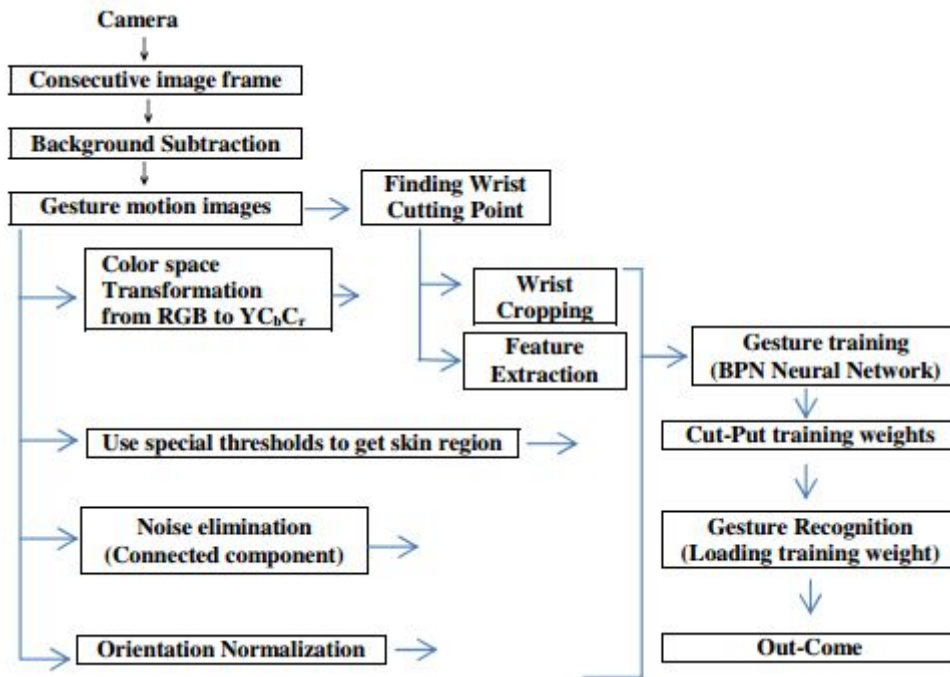 Camera
Consecutive image frame
Background Subtraction
Gesture motion images
Finding Wrist
Cutting Point
Color space
Transformation
from RGB to YCbCr
Wrist
Cropping
Feature
Extraction
Use special thresholds to get skin region
Noise elimination
(Connected component)
Orientation Normalization
Gesture training
(BPN Neural Network)
Cut-Put training weights
Gesture Recognition
(Loading training weight)
Out-Come